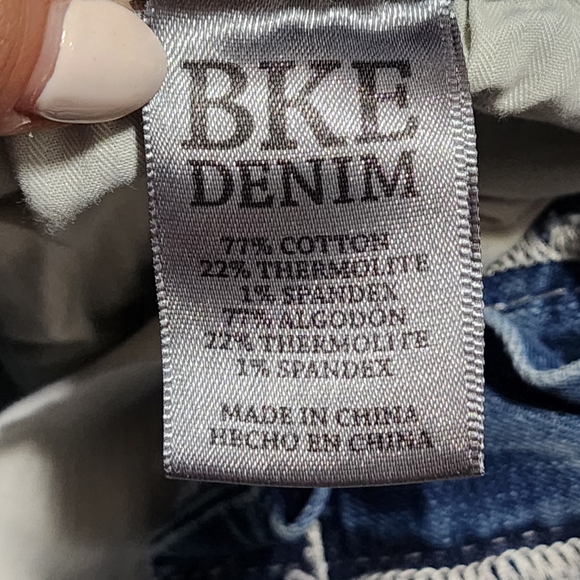 BKE
DENIM
77% COTTON
22% THERMOLITE
1% SPANDEX
77% ALGODON
22% THERMOLITE
1% SPANDEX
MADE IN CHINA
HECHO EN CHINA